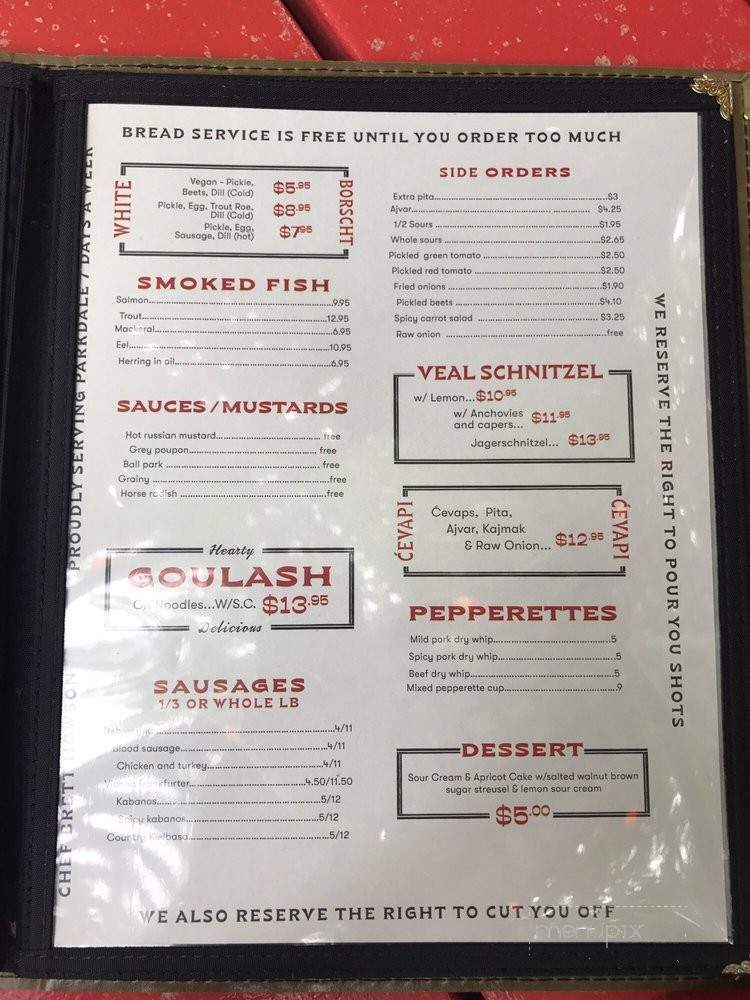 BREAD SERVICE IS FREE UNTIL YOU ORDER TOO MUCH
WHITE
BORSCHT
Vegan - Pickle,
Beets, Dill (Cold) $5.95
Pickle, Egg, Trout Roe,
Dill (Cold) $8.95
Pickle, Egg,
Sausage, Dill (hot) $7.95
SMOKED FISH
Salmon...9.95
Trout...12.95
Mackeral...6.95
Eel...10.95
Herring in oil...6.95
SAUCES/MUSTARDS
Hot russian mustard... free
Grey poupon... free
Ball park ... free
Grainy ...free
Horse radish ...free
Hearty
GOULASH
On Noodles...W/S.C. $13.95
Delicious
SAUSAGES
1/3 OR WHOLE LB
...4/11
Blood sausage...4/11
Chicken and turkey...4/11
...4.50/11.50
Kabanos...5/12
Spicy kabanos...5/12
Country Kielbasa...5/12
SIDE ORDERS
Extra pita...$3
Ajvar... $4.25
1/2 Sours ...$1.95
Whole sours ...$2.65
Pickled green tomato ...$2.50
Pickled red tomato ...$2.50
Fried onions ...$1.90
Pickled beets ...$4.10
Spicy carrot salad ...$3.25
Raw onion ...free
VEAL SCHNITZEL
w/ Lemon...$10.95
w/ Anchovies
and capers... $11.95
Jagerschnitzel... $13.95
ĆEVAPI
ĆEVAPI
Ćevaps, Pita,
Ajvar, Kajmak
& Raw Onion... $12.95
PEPPERETTES
Mild pork dry whip...5
Spicy pork dry whip...5
Beef dry whip...5
Mixed pepperette cup...9
DESSERT
Sour Cream & Apricot Cake w/salted walnut brown
sugar streusel & lemon sour cream
$5.00
WE RESERVE THE RIGHT TO POUR YOU SHOTS
CHEF BRETT
PROUDLY SERVING PARKDALE 7 DAYS A WEEK
WE ALSO RESERVE THE RIGHT TO CUT YOU OFF
menupix